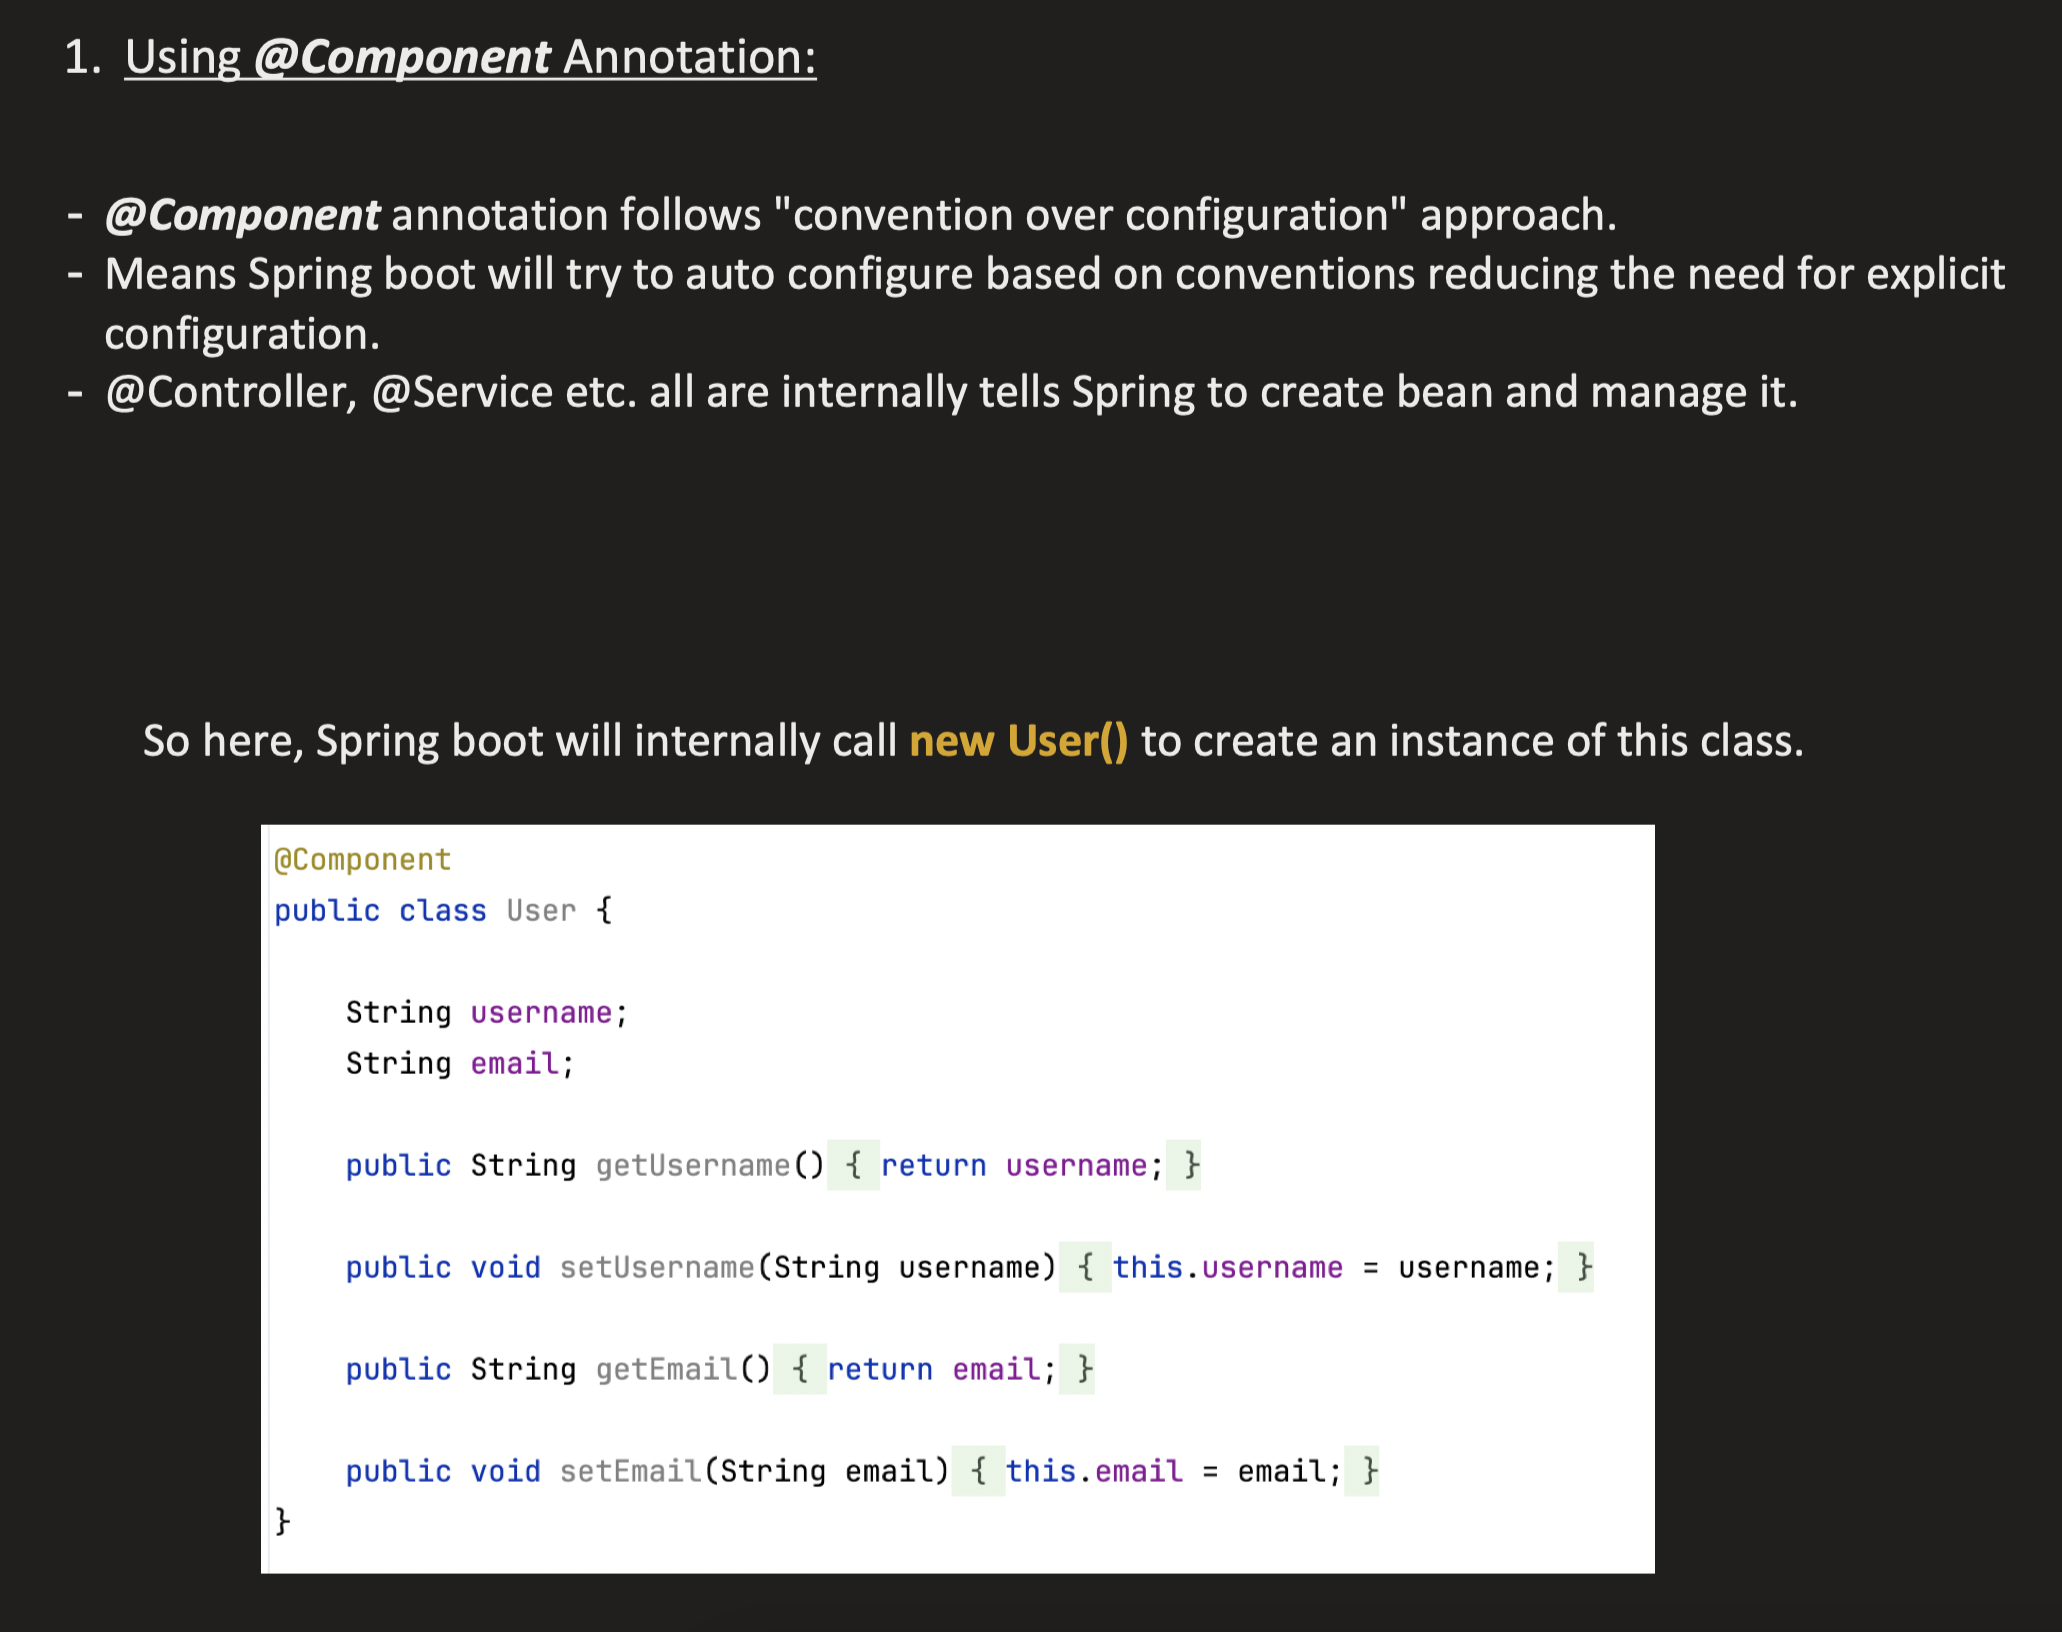 1. Using @Component Annotation:
- @Component annotation follows "convention over configuration" approach.
- Means Spring boot will try to auto configure based on conventions reducing the need for explicit
configuration.
- @Controller, @Service etc. all are internally tells Spring to create bean and manage it.
So here, Spring boot will internally call new User() to create an instance of this class.
@Component
public class User {
String username;
String email;
public String getUsername() { return username; }
public void setUsername(String username) { this.username = username; }
public String getEmail() { return email; }
public void setEmail(String email) { this.email = email; }
}